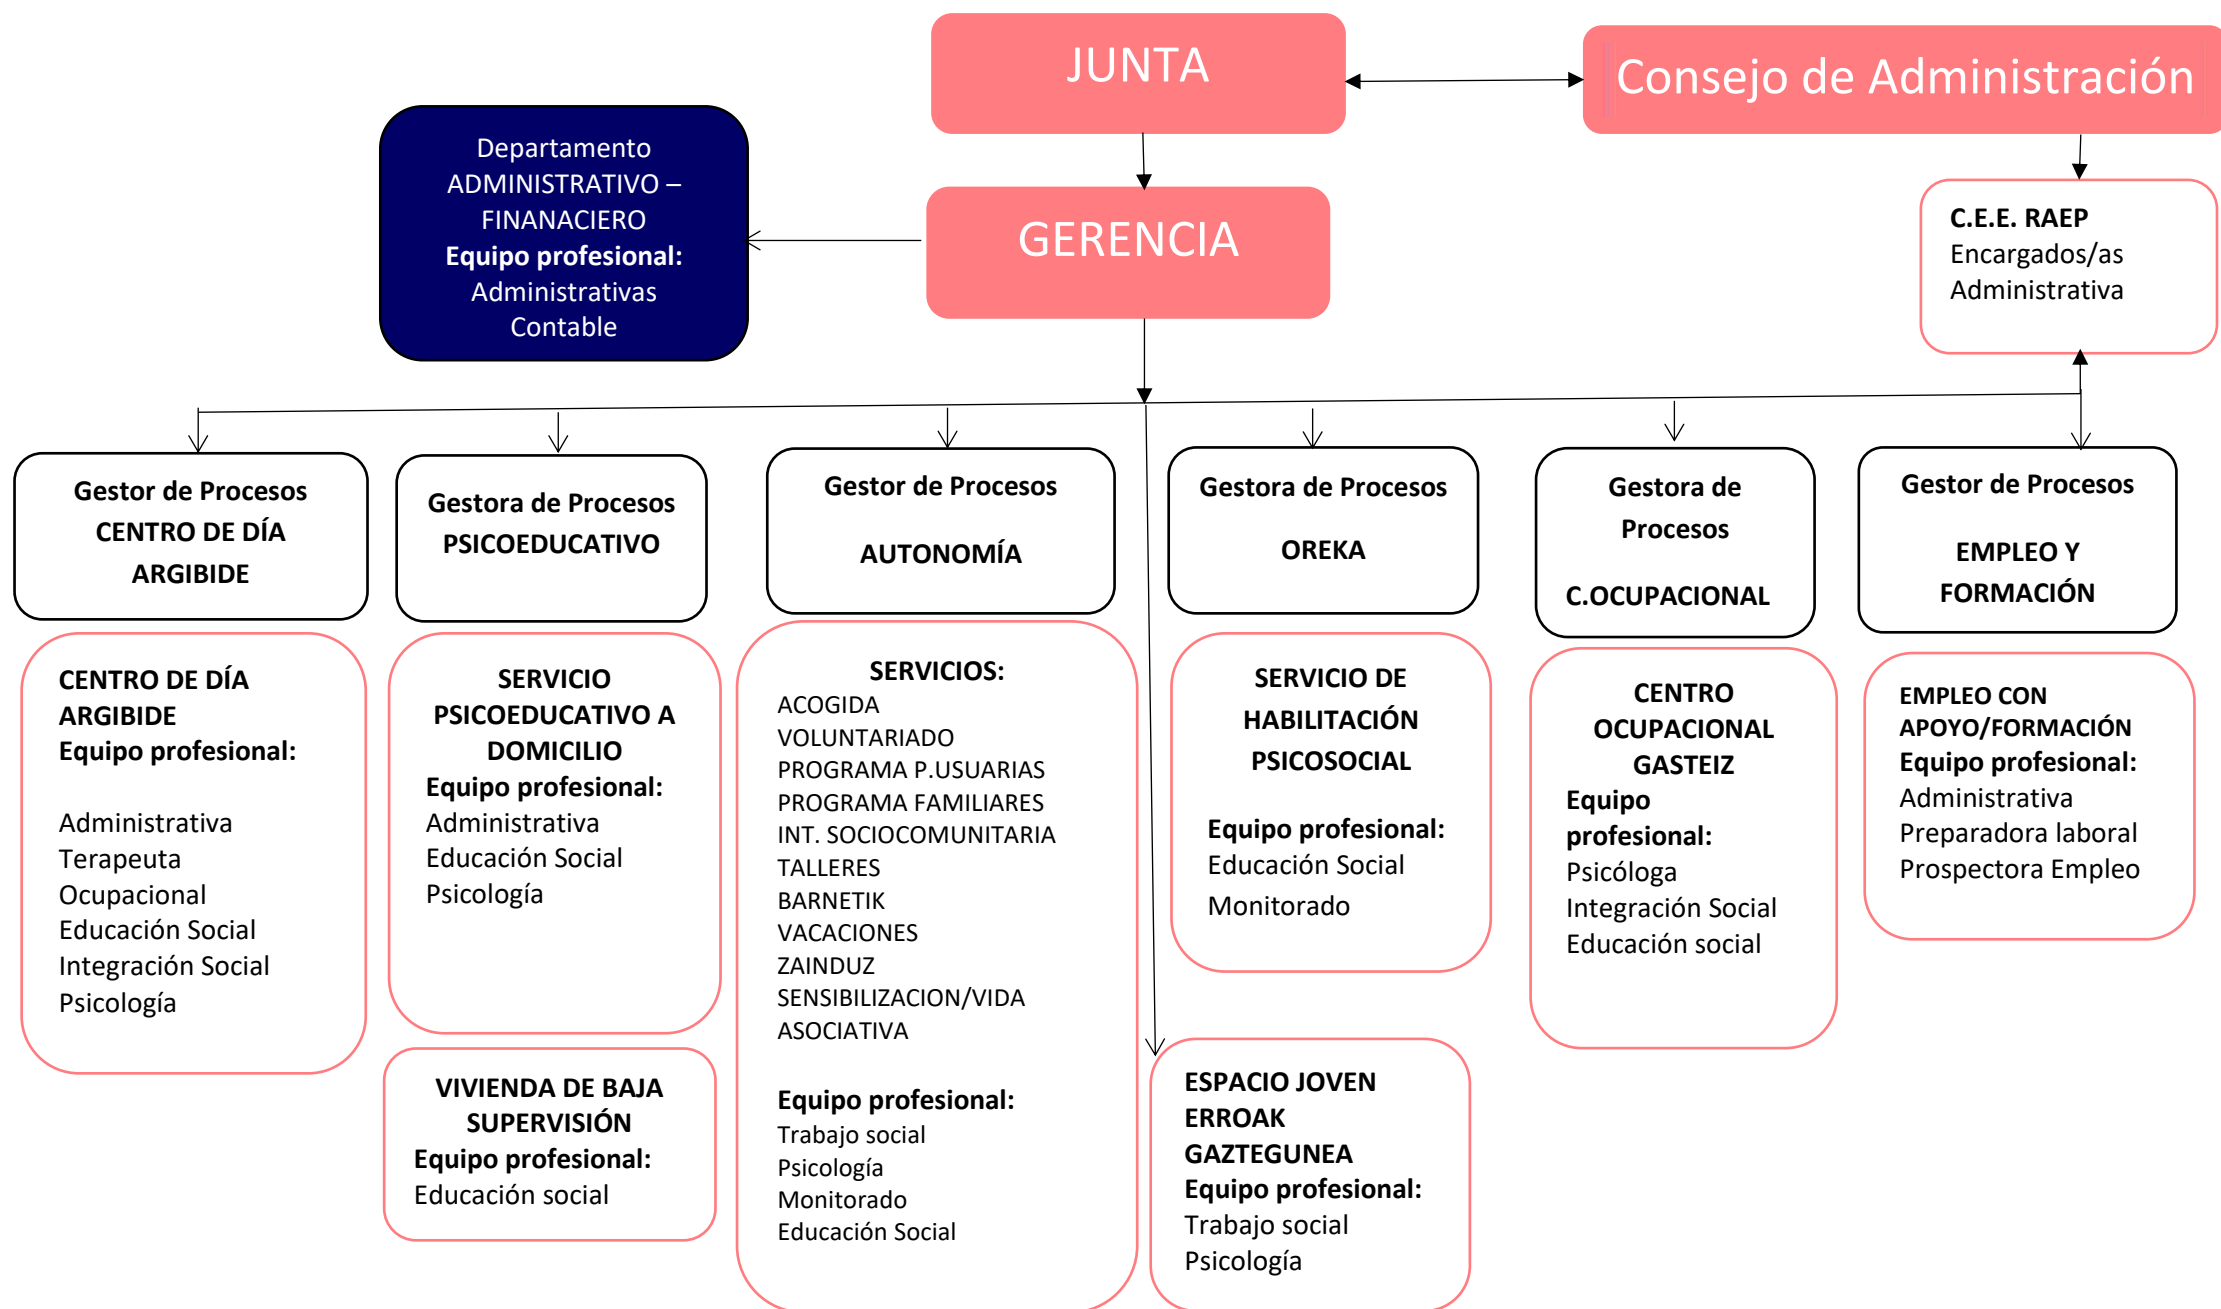 JUNTA
Consejo de Administración
Departamento
ADMINISTRATIVO –
FINANACIERO
Equipo profesional:
Administrativas
Contable
GERENCIA
C.E.E. RAEP
Encargados/as
Administrativa
Gestor de Procesos
CENTRO DE DÍA
ARGIBIDE
Gestora de Procesos
PSICOEDUCATIVO
Gestor de Procesos
AUTONOMÍA
Gestora de Procesos
OREKA
Gestora de
Procesos
C.OCUPACIONAL
Gestor de Procesos
EMPLEO Y
FORMACIÓN
CENTRO DE DÍA
ARGIBIDE
Equipo profesional:
Administrativa
Terapeuta
Ocupacional
Educación Social
Integración Social
Psicología
SERVICIO
PSICOEDUCATIVO A
DOMICILIO
Equipo profesional:
Administrativa
Educación Social
Psicología
VIVIENDA DE BAJA
SUPERVISIÓN
Equipo profesional:
Educación social
SERVICIOS:
ACOGIDA
VOLUNTARIADO
PROGRAMA P.USUARIAS
PROGRAMA FAMILIARES
INT. SOCIOCOMUNITARIA
TALLERES
BARNETIK
VACACIONES
ZAINDUZ
SENSIBILIZACION/VIDA
ASOCIATIVA
Equipo profesional:
Trabajo social
Psicología
Monitorado
Educación Social
SERVICIO DE
HABILITACIÓN
PSICOSOCIAL
Equipo profesional:
Educación Social
Monitorado
ESPACIO JOVEN
ERROAK
GAZTEGUNEA
Equipo profesional:
Trabajo social
Psicología
CENTRO
OCUPACIONAL
GASTEIZ
Equipo
profesional:
Psicóloga
Integración Social
Educación social
EMPLEO CON
APOYO/FORMACIÓN
Equipo profesional:
Administrativa
Preparadora laboral
Prospectora Empleo